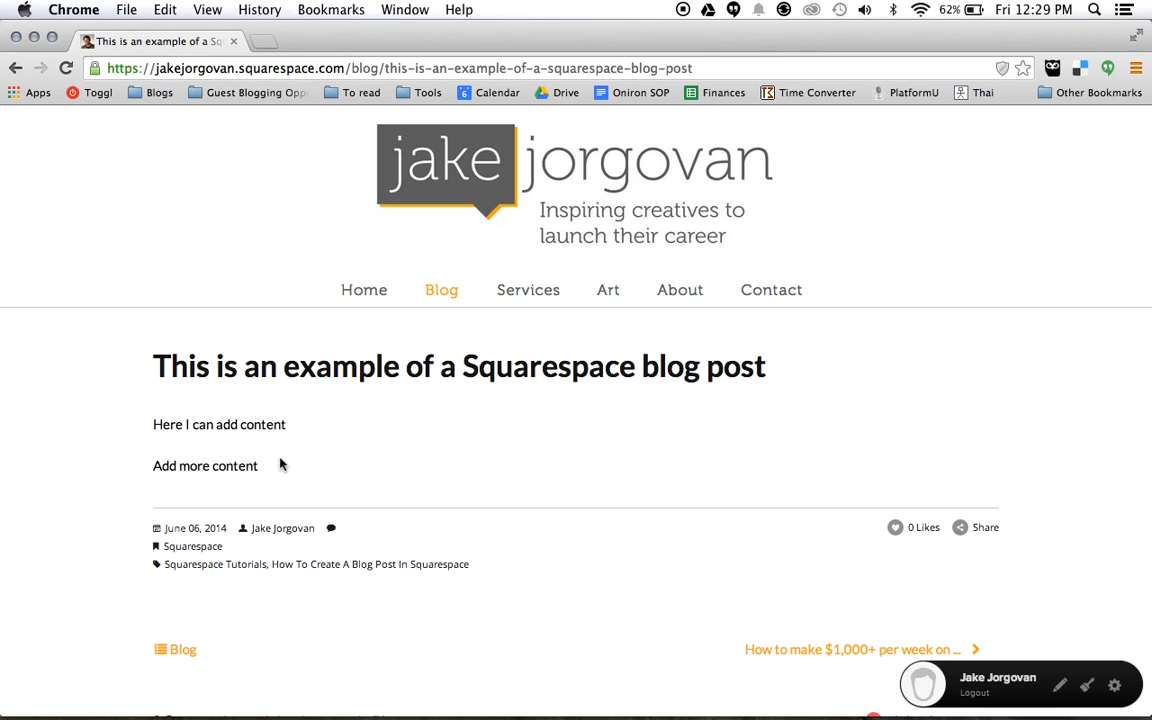 Chrome File Edit View History Bookmarks Window Help 62% Fri 12:29 PM
This is an example of a Sq
https://jakejorgovan.squarespace.com/blog/this-is-an-example-of-a-squarespace-blog-post
Apps Toggl Blogs Guest Blogging Opp To read Tools 6 Calendar Drive Oniron SOP Finances Time Converter PlatformU Thai Other Bookmarks
jake jorgovan
Inspiring creatives to
launch their career
Home Blog Services Art About Contact
This is an example of a Squarespace blog post
Here I can add content
Add more content
June 06, 2014 Jake Jorgovan 0 Likes Share
Squarespace
Squarespace Tutorials, How To Create A Blog Post In Squarespace
Blog How to make $1,000+ per week on ...
Jake Jorgovan
Logout